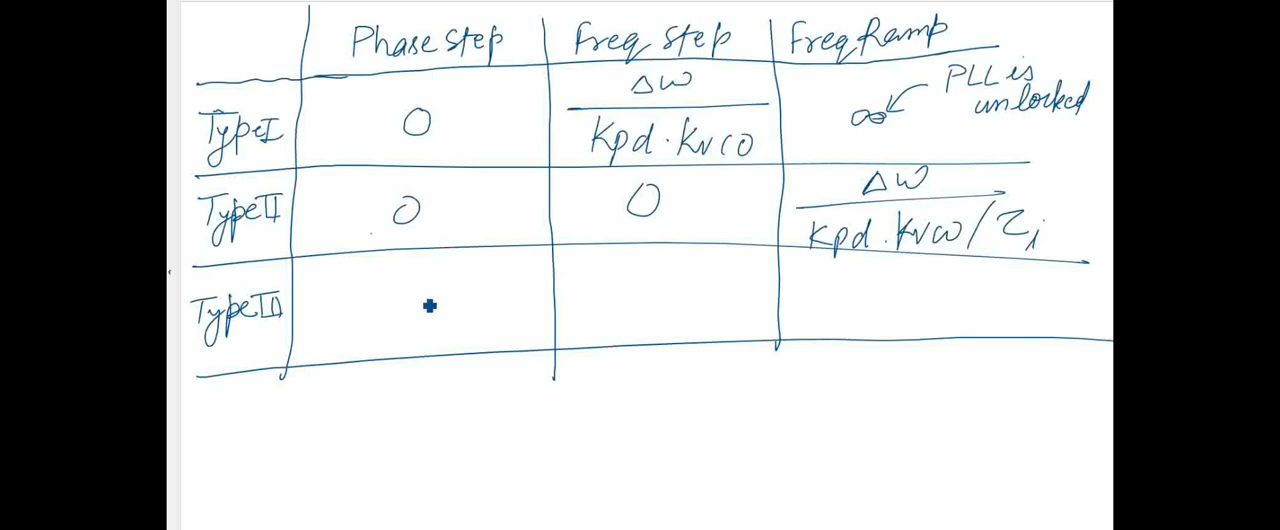 Phase Step Freq Step Freq Ramp
Type I 0 Δω / Kpd · Kvco ∞ PLL is unlocked
Type II 0 0 Δω / Kpd · Kvco / τi
Type III